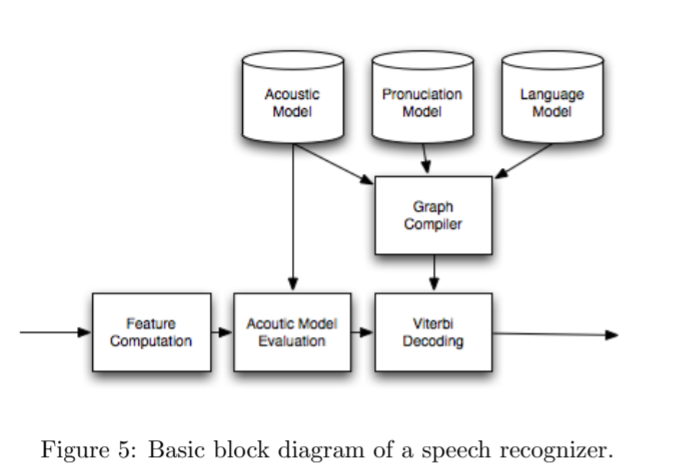 Acoustic
Model
Pronuciation
Model
Language
Model
Graph
Compiler
Feature
Computation
Acoutic Model
Evaluation
Viterbi
Decoding
Figure 5: Basic block diagram of a speech recognizer.